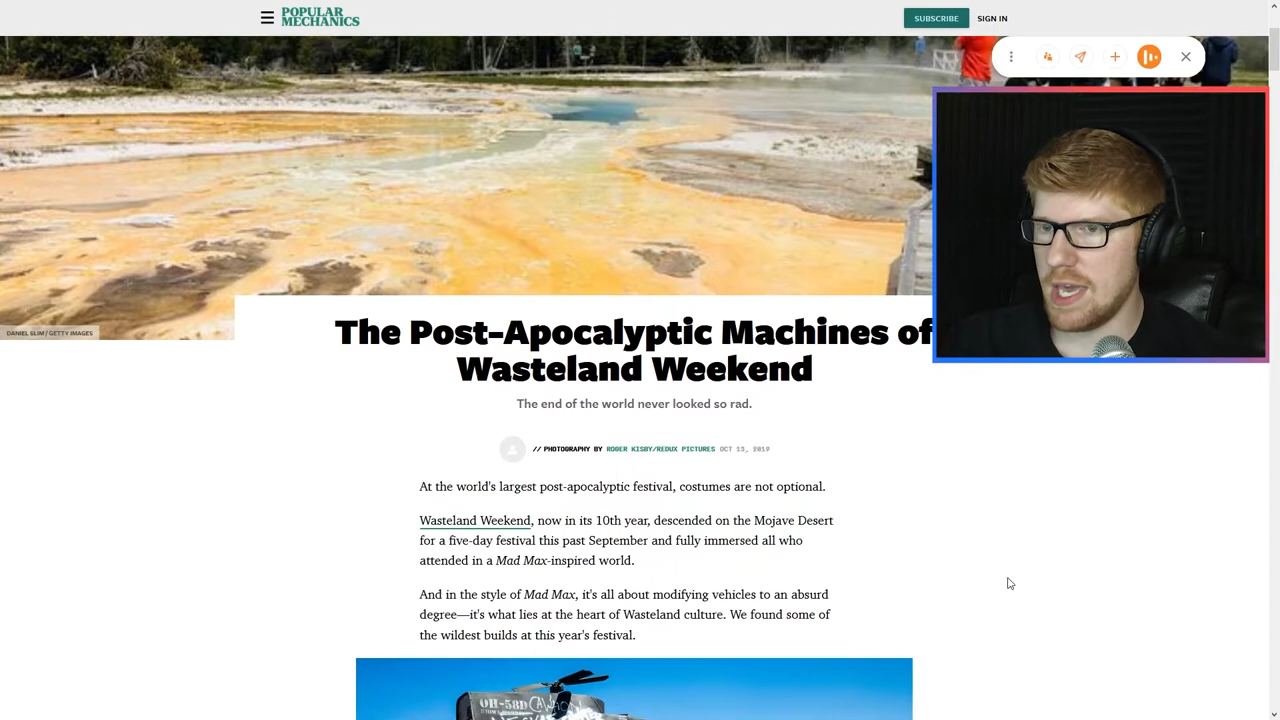 POPULAR
MECHANICS
SUBSCRIBE
SIGN IN
DANIEL SLIM / GETTY IMAGES
The Post-Apocalyptic Machines of
Wasteland Weekend
The end of the world never looked so rad.
// PHOTOGRAPHY BY ROGER KISBY/REDUX PICTURES OCT 13, 2019
At the world's largest post-apocalyptic festival, costumes are not optional.
Wasteland Weekend, now in its 10th year, descended on the Mojave Desert
for a five-day festival this past September and fully immersed all who
attended in a Mad Max-inspired world.
And in the style of Mad Max, it's all about modifying vehicles to an absurd
degree—it's what lies at the heart of Wasteland culture. We found some of
the wildest builds at this year's festival.
OH-58D